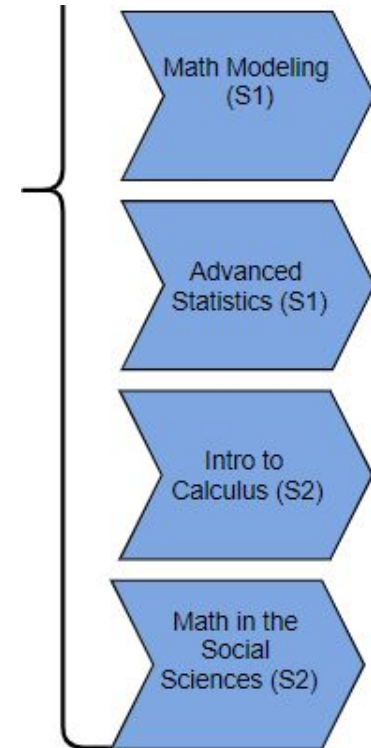 Math Modeling
(S1)
Advanced
Statistics (S1)
Intro to
Calculus (S2)
Math in the
Social
Sciences (S2)